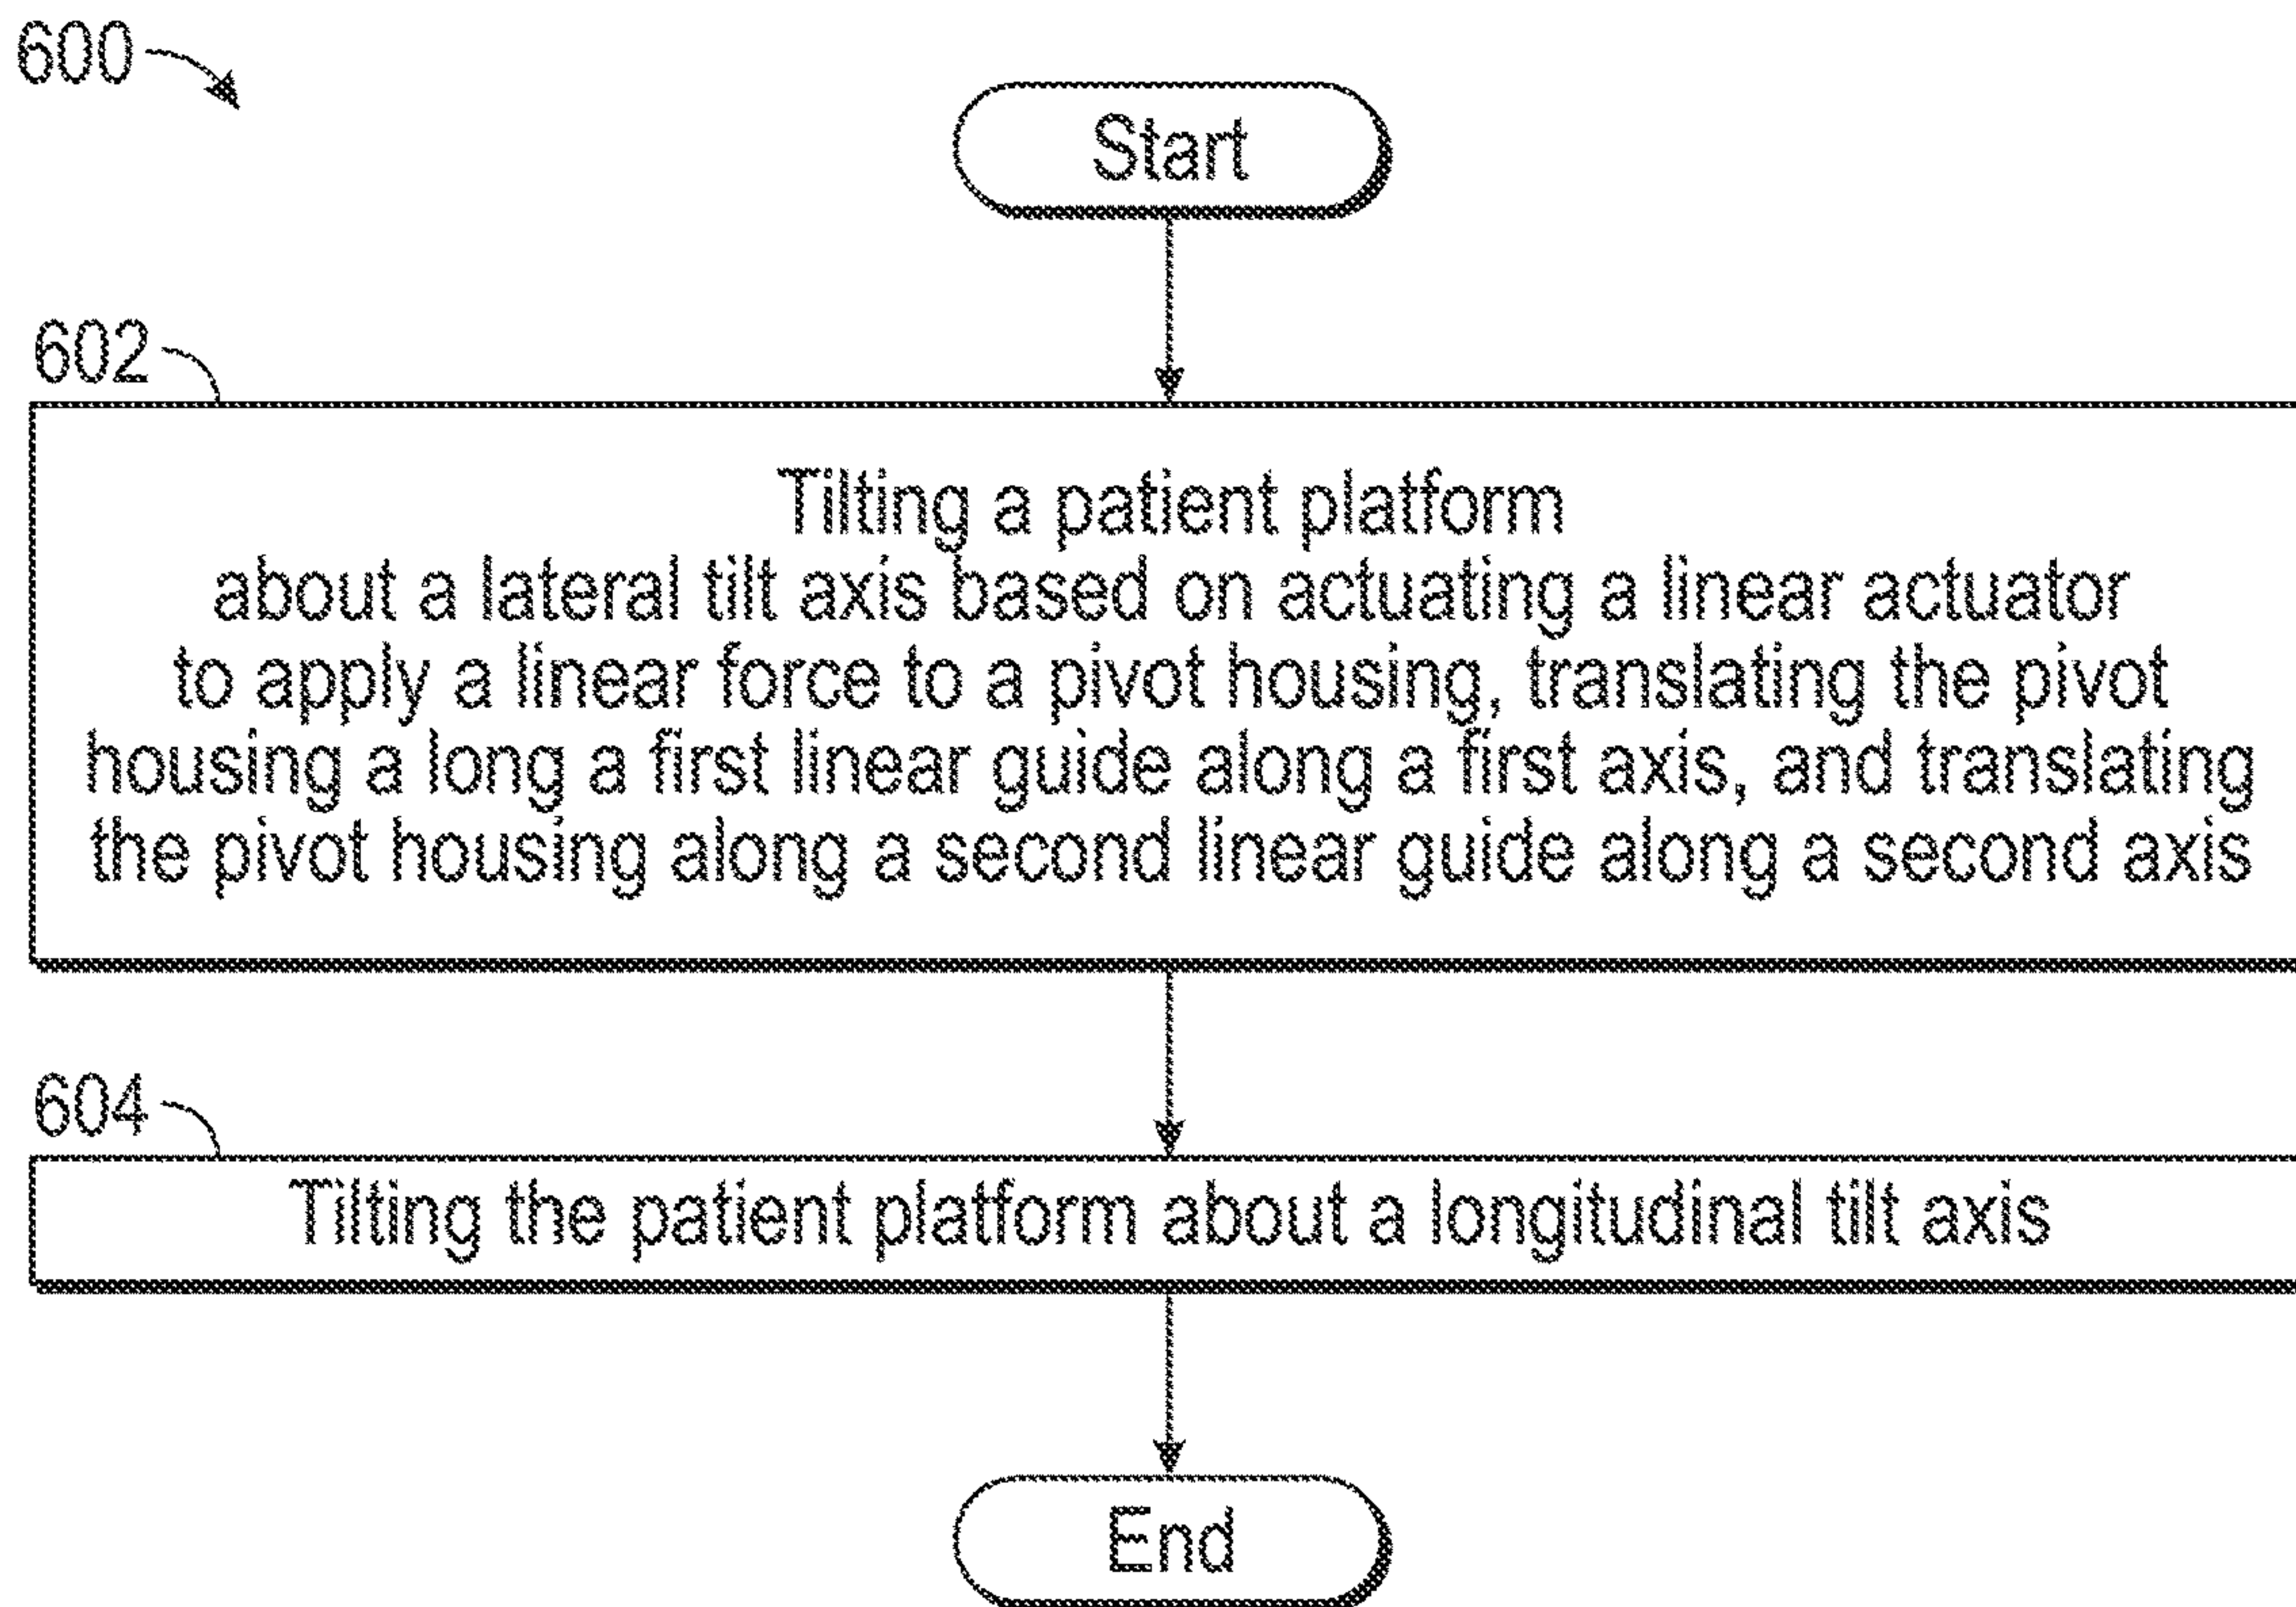 600
Start
602
Tilting a patient platform
about a lateral tilt axis based on actuating a linear actuator
to apply a linear force to a pivot housing, translating the pivot
housing a long a first linear guide along a first axis, and translating
the pivot housing along a second linear guide along a second axis
604
Tilting the patient platform about a longitudinal tilt axis
End